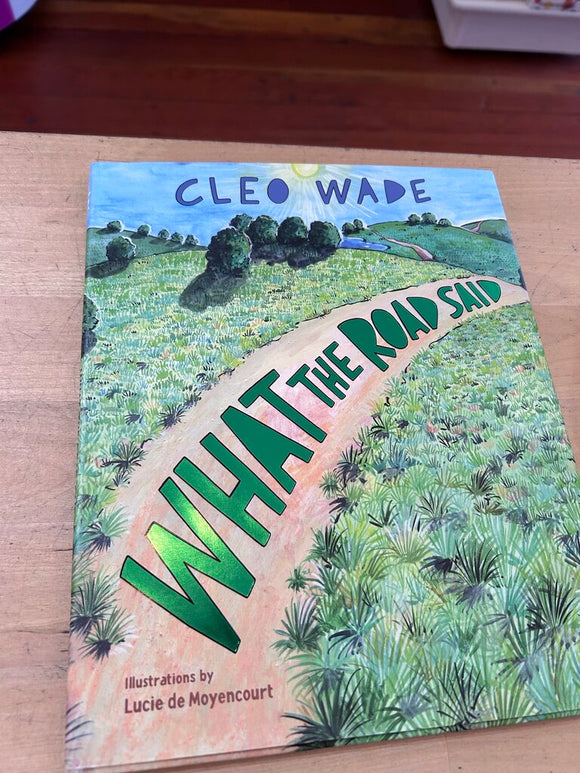 CLEO WADE
WHAT THE ROAD SAID
Illustrations by
Lucie de Moyencourt